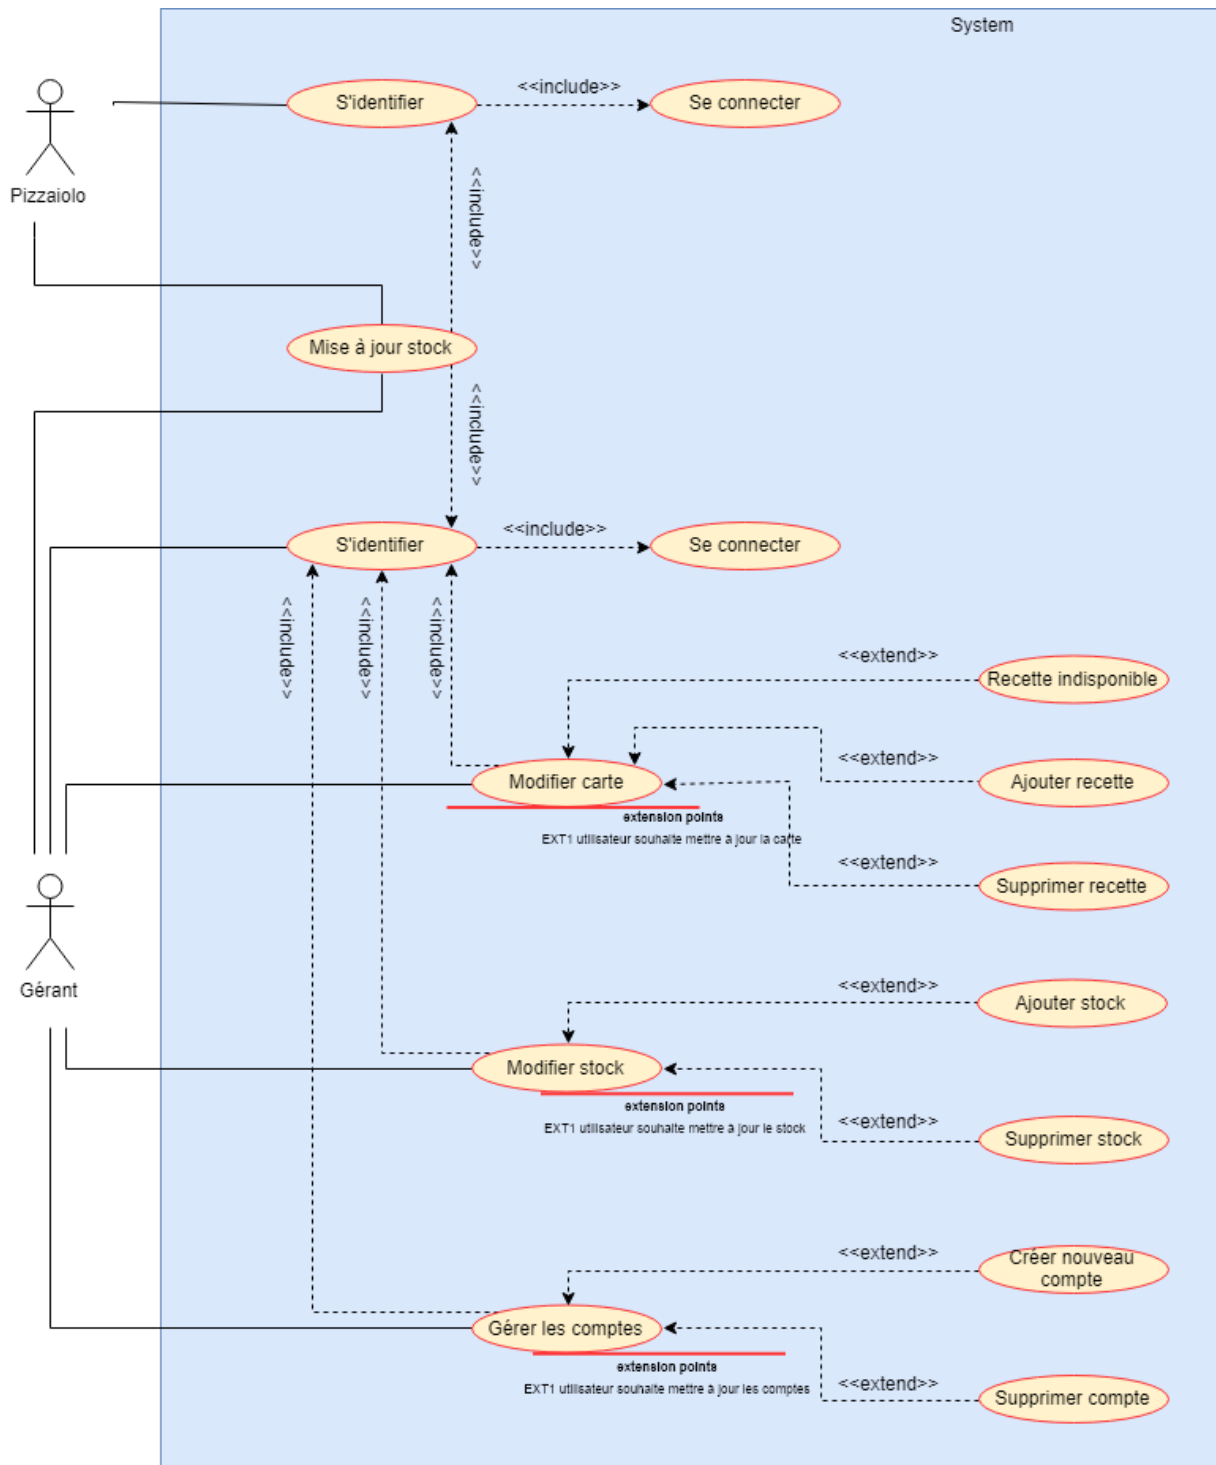 System
S'identifier
<<include>>
Se connecter
Pizzaiolo
<<include>>
Mise à jour stock
<<include>>
S'identifier
<<include>>
Se connecter
<<include>>
<<include>>
<<include>>
<<extend>>
Recette indisponible
<<extend>>
Modifier carte
Ajouter recette
extension points
EXT1 utilisateur souhaite mettre à jour la carte
<<extend>>
Supprimer recette
Gérant
<<extend>>
Ajouter stock
Modifier stock
extension points
EXT1 utilisateur souhaite mettre à jour le stock
<<extend>>
Supprimer stock
<<extend>>
Créer nouveau
compte
Gérer les comptes
extension points
EXT1 utilisateur souhaite mettre à jour les comptes
<<extend>>
Supprimer compte